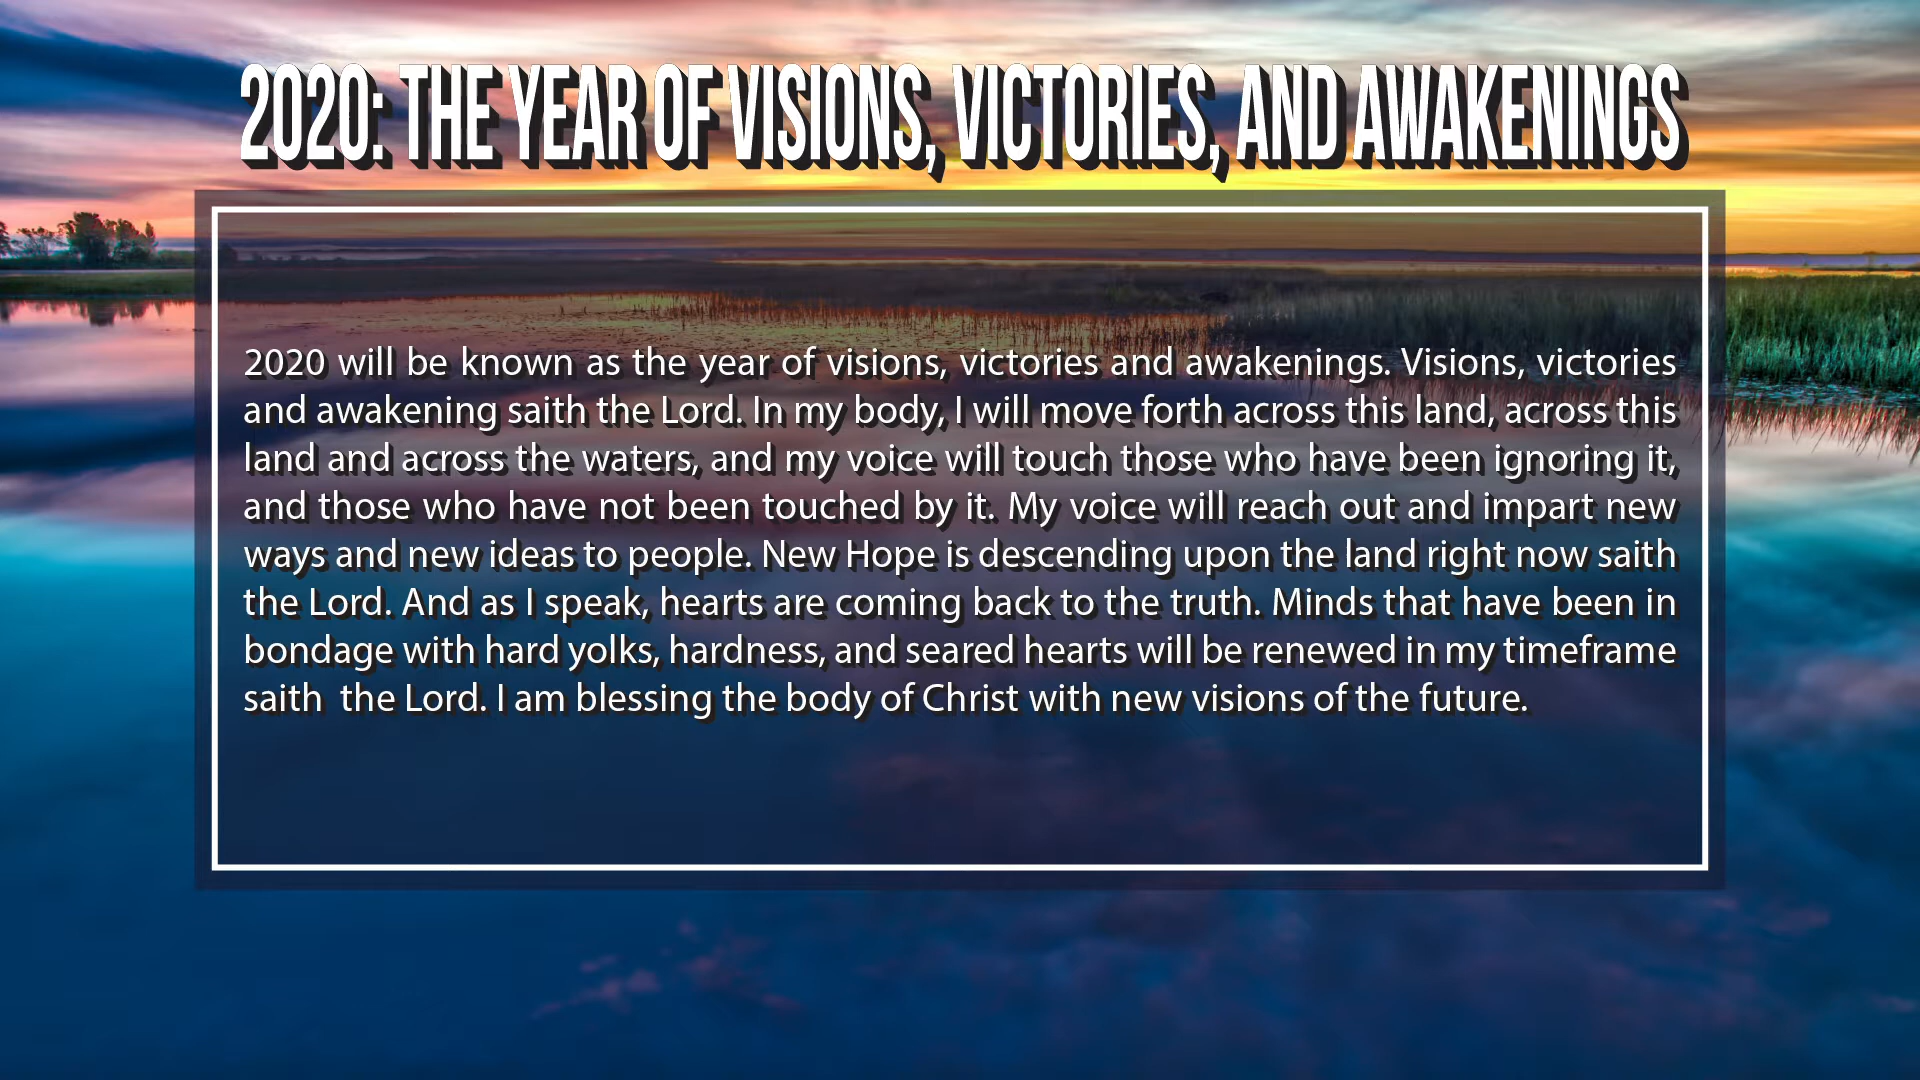 2020: THE YEAR OF VISIONS, VICTORIES, AND AWAKENINGS
2020 will be known as the year of visions, victories and awakenings. Visions, victories
and awakening saith the Lord. In my body, I will move forth across this land, across this
land and across the waters, and my voice will touch those who have been ignoring it,
and those who have not been touched by it. My voice will reach out and impart new
ways and new ideas to people. New Hope is descending upon the land right now saith
the Lord. And as I speak, hearts are coming back to the truth. Minds that have been in
bondage with hard yolks, hardness, and seared hearts will be renewed in my timeframe
saith  the Lord. I am blessing the body of Christ with new visions of the future.